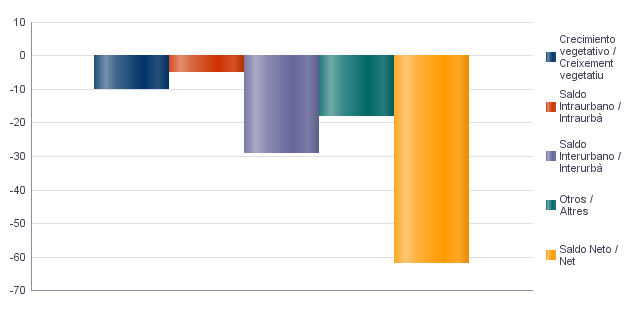 10
0
-10
-20
-30
-40
-50
-60
-70
Crecimiento
vegetativo /
Creixement
vegetatiu
Saldo
Intraurbano /
Intraurbà
Saldo
Interurbano /
Interurbà
Otros /
Altres
Saldo Neto /
Net